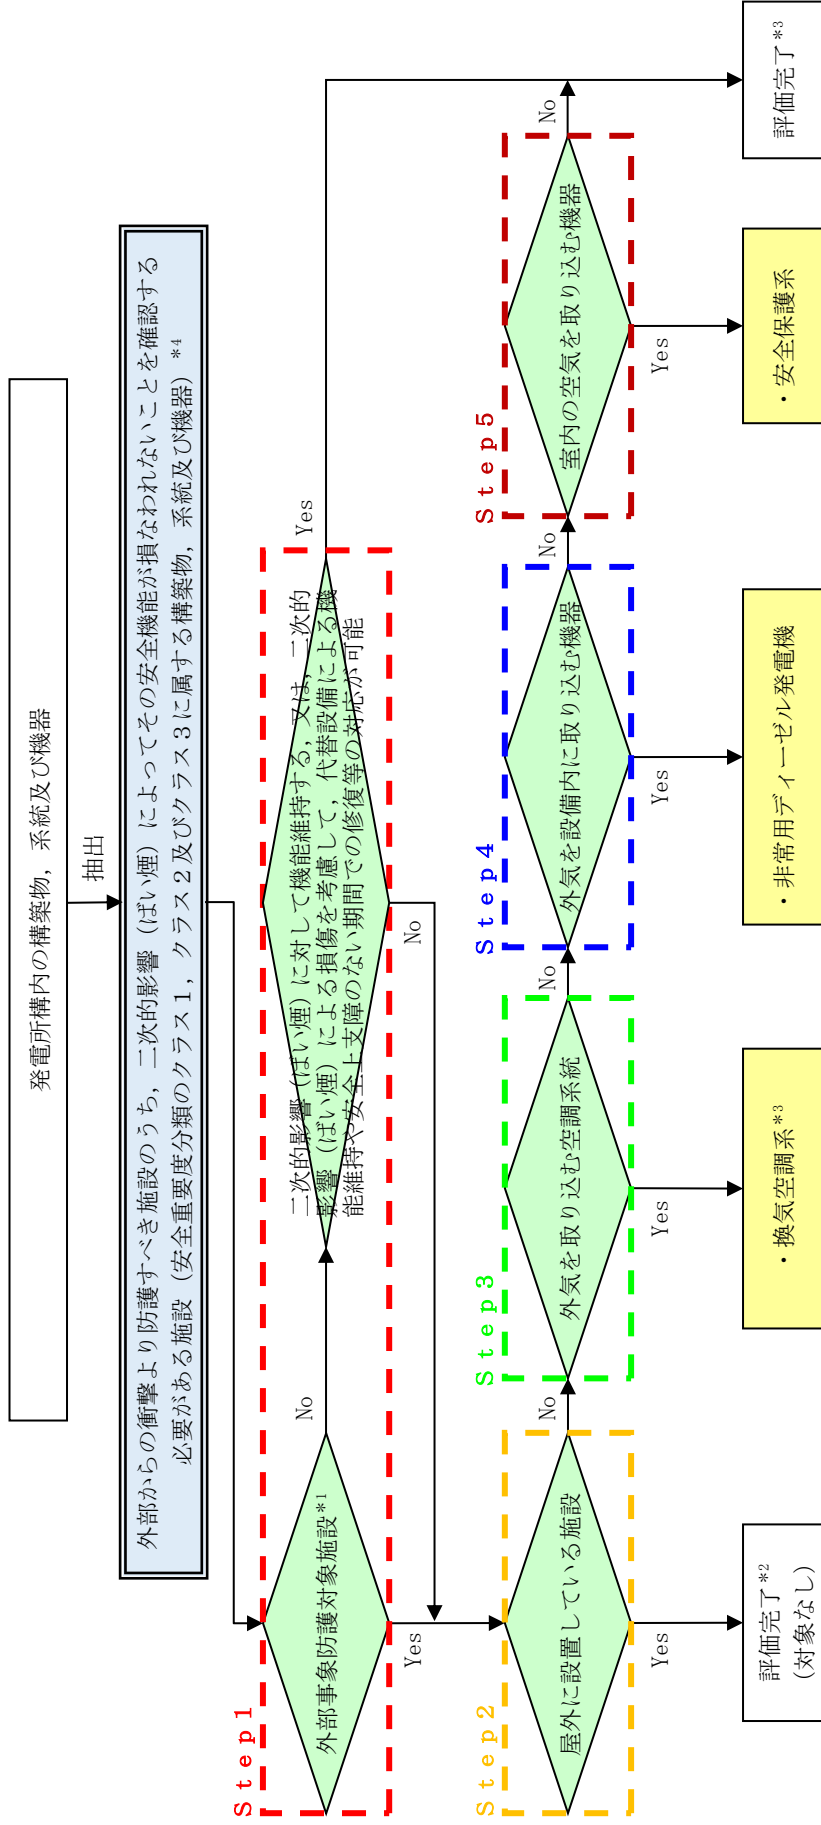 発電所構内の構築物，系統及び機器
抽出
外部からの衝撃より防護すべき施設のうち，二次的影響（ばい煙）によってその安全機能が損なわれないことを確認する
必要がある施設（安全重要度分類のクラス１，クラス２及びクラス３に属する構築物，系統及び機器）*4
Step1
外部事象防護対象施設*1
No
二次的影響（ばい煙）に対して機能維持する，又は，二次的
影響（ばい煙）による損傷を考慮して，代替設備による機
能維持や安全上支障のない期間での修復等の対応が可能
Yes
Yes
No
Step2
屋外に設置している施設
No
Step3
外気を取り込む空調系統
No
Step4
外気を設備内に取り込む機器
No
Step5
室内の空気を取り込む機器
No
Yes
Yes
Yes
Yes
評価完了*2
（対象なし）
・換気空調系*3
・非常用ディーゼル発電機
・安全保護系
評価完了*3